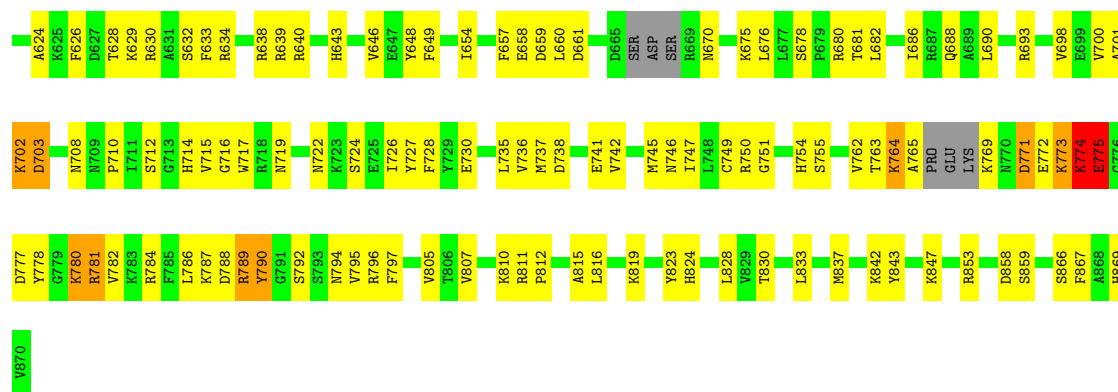 A624 K625 F626 D627 T628 K629 R630 A631 S632 F633 R634 R638 R639 R640 H643 V646 E647 Y648 F649 I654 F657 E658 D659 L660 D661 D665 SER ASP SER R669 N670 K675 L676 L677 S678 P679 R680 T681 L682 I686 R687 Q688 A689 L690 R693 V698 E699 V700 A701
K702 D703 N708 N709 P710 I711 S712 G713 H714 V715 G716 W717 R718 N719 N722 K723 S724 E725 I726 Y727 F728 Y729 E730 L735 V736 M737 D738 E741 V742 M745 N746 I747 L748 C749 R750 G751 H754 S755 V762 T763 K764 A765 PRO GLU LYS K769 N770 D771 E772 K773 K774 E775 G776
D777 Y778 G779 K780 R781 V782 K783 R784 F785 L786 K787 D788 R789 Y790 G791 S792 S793 N794 V795 R796 F797 V805 T806 V807 K810 R811 P812 A815 L816 K819 Y823 H824 L828 V829 T830 L833 M837 K842 Y843 K847 R853 D858 S859 S866 F867 A868 H869
V870